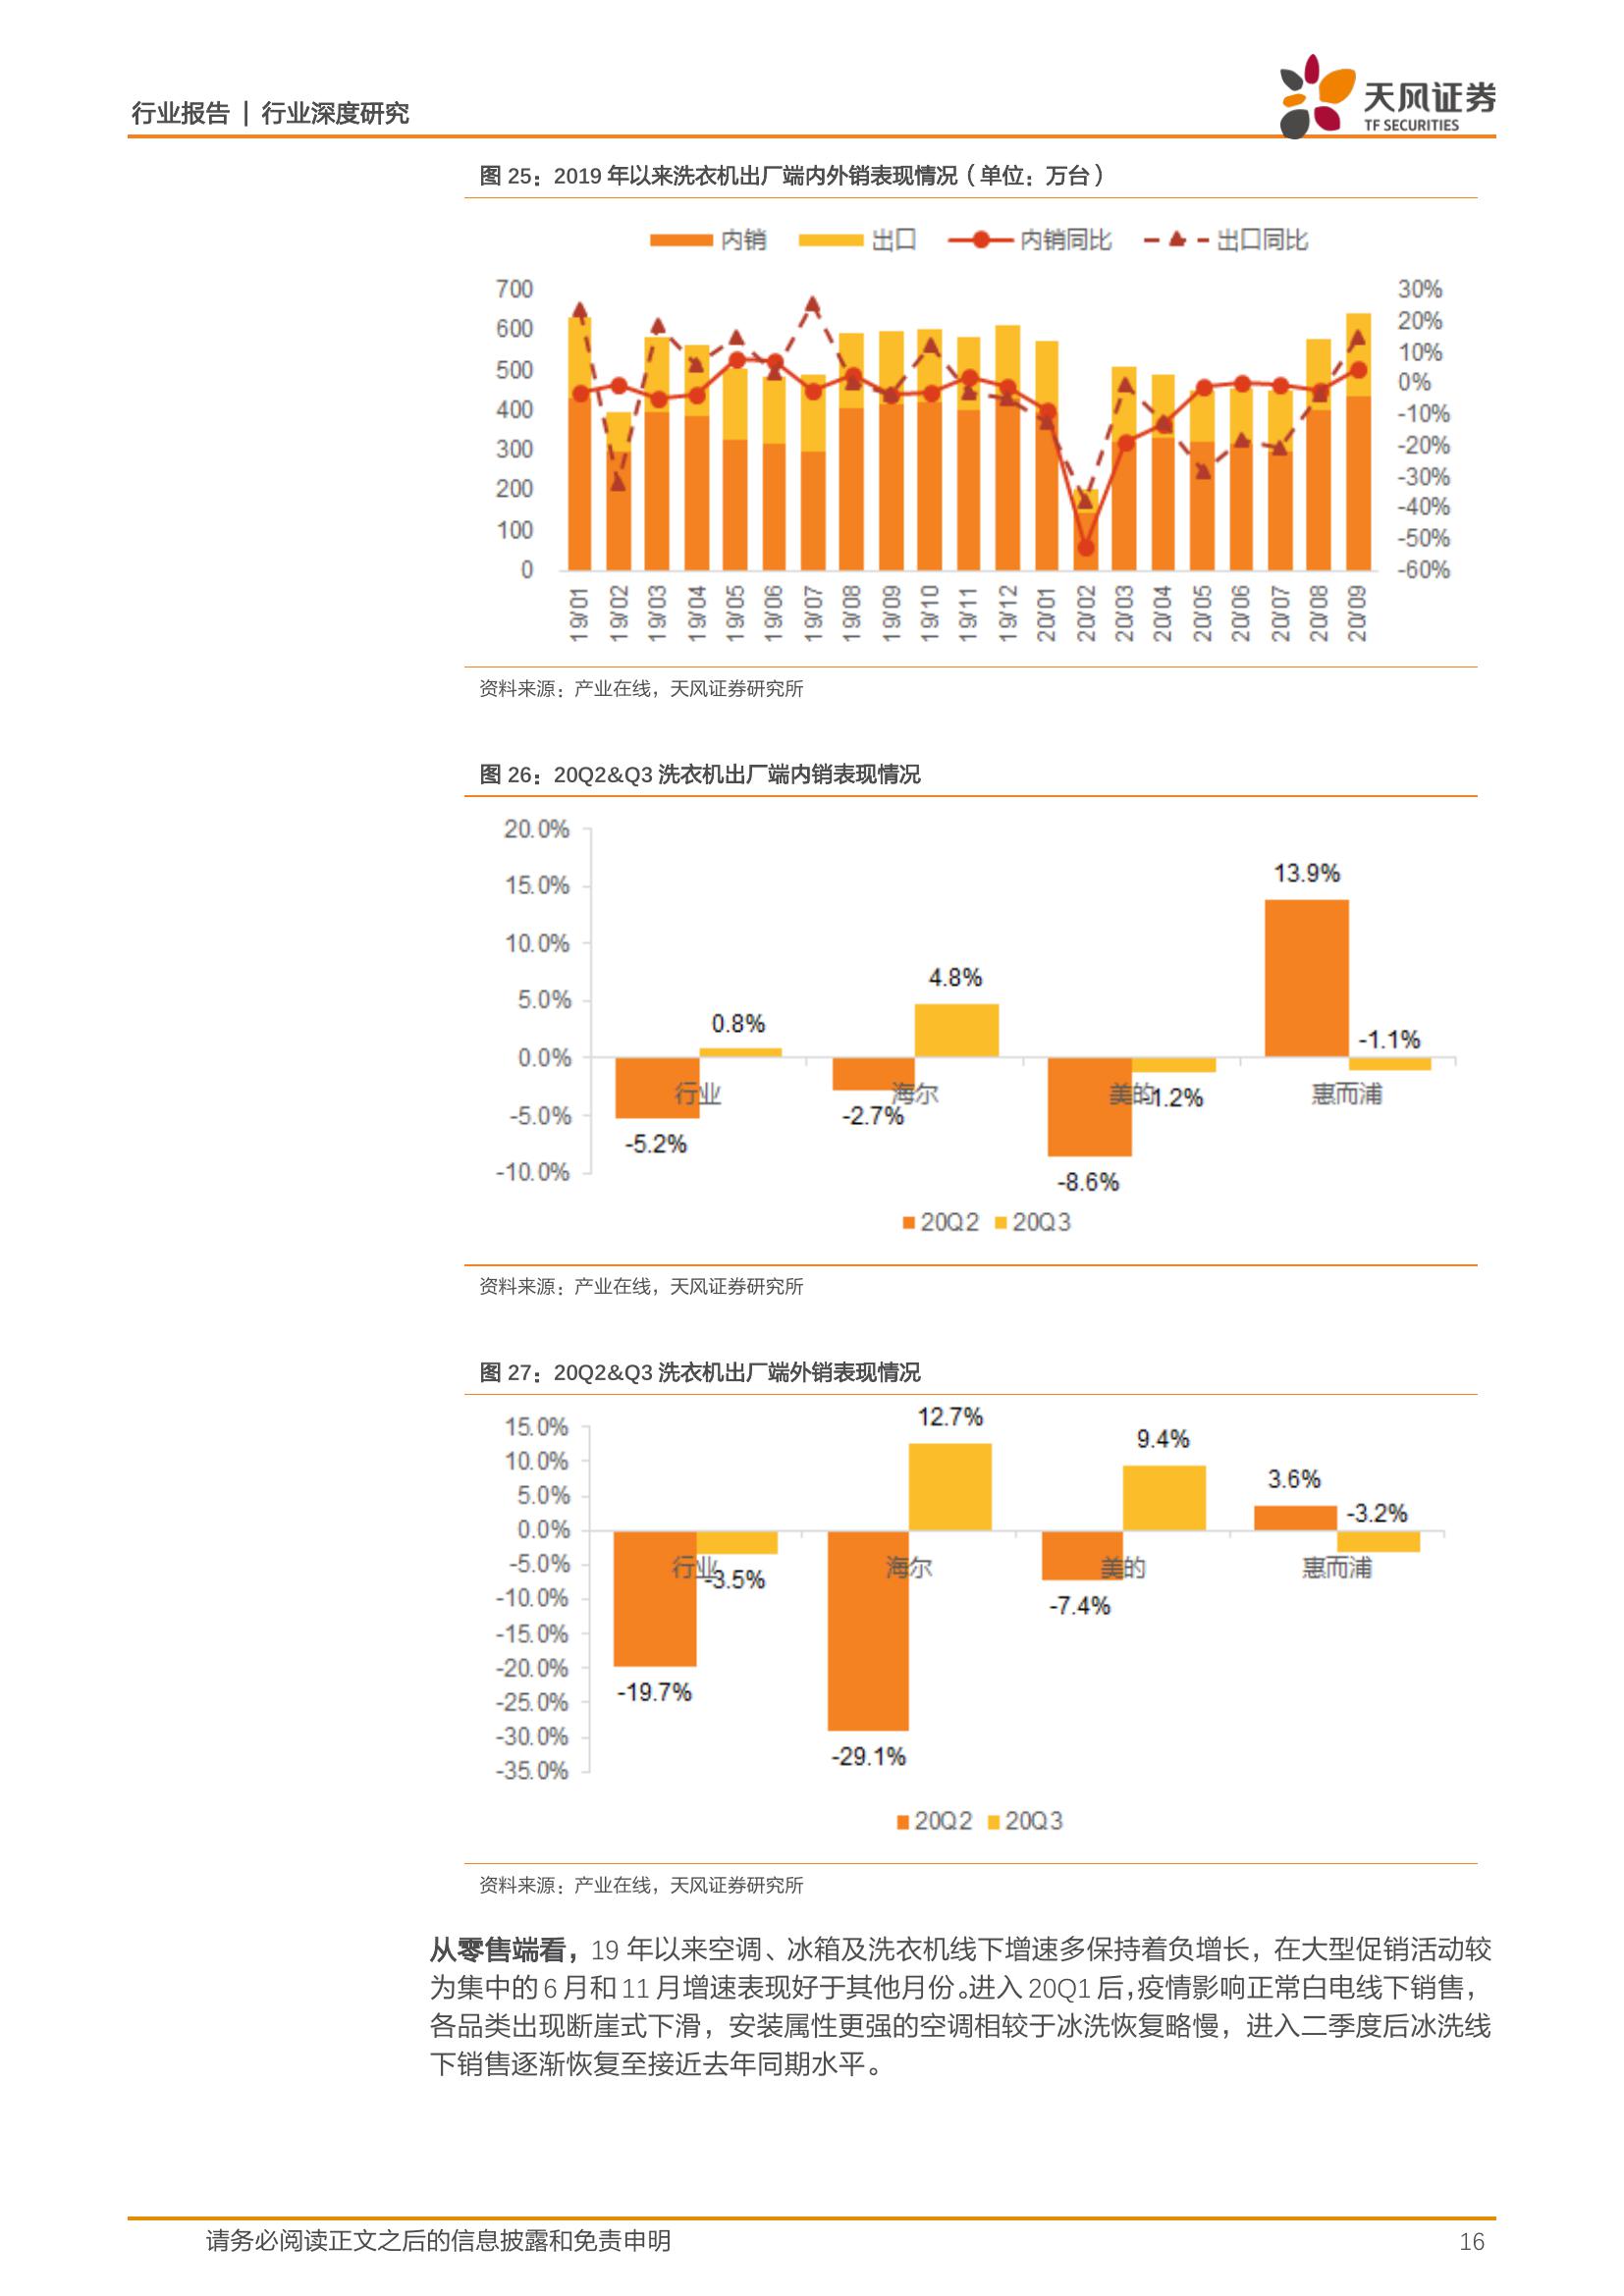 行业报告 | 行业深度研究
天风证券
TF SECURITIES
图 25：2019 年以来洗衣机出厂端内外销表现情况（单位：万台）
内销 出口 内销同比 出口同比
700
600
500
400
300
200
100
0
30%
20%
10%
0%
-10%
-20%
-30%
-40%
-50%
-60%
19/01 19/02 19/03 19/04 19/05 19/06 19/07 19/08 19/09 19/10 19/11 19/12 20/01 20/02 20/03 20/04 20/05 20/06 20/07 20/08 20/09
资料来源：产业在线，天风证券研究所
图 26：20Q2&Q3 洗衣机出厂端内销表现情况
20.0%
15.0%
10.0%
5.0%
0.0%
-5.0%
-10.0%
13.9%
4.8%
0.8%
-1.1%
行业 海尔 美的 惠而浦
1.2%
-2.7%
-5.2%
-8.6%
20Q2 20Q3
资料来源：产业在线，天风证券研究所
图 27：20Q2&Q3 洗衣机出厂端外销表现情况
15.0%
10.0%
5.0%
0.0%
-5.0%
-10.0%
-15.0%
-20.0%
-25.0%
-30.0%
-35.0%
12.7%
9.4%
3.6%
-3.2%
行业 海尔 美的 惠而浦
-3.5%
-7.4%
-19.7%
-29.1%
20Q2 20Q3
资料来源：产业在线，天风证券研究所
从零售端看，19 年以来空调、冰箱及洗衣机线下增速多保持着负增长，在大型促销活动较
为集中的 6 月和 11 月增速表现好于其他月份。进入 20Q1 后，疫情影响正常白电线下销售，
各品类出现断崖式下滑，安装属性更强的空调相较于冰洗恢复略慢，进入二季度后冰洗线
下销售逐渐恢复至接近去年同期水平。
请务必阅读正文之后的信息披露和免责申明
16